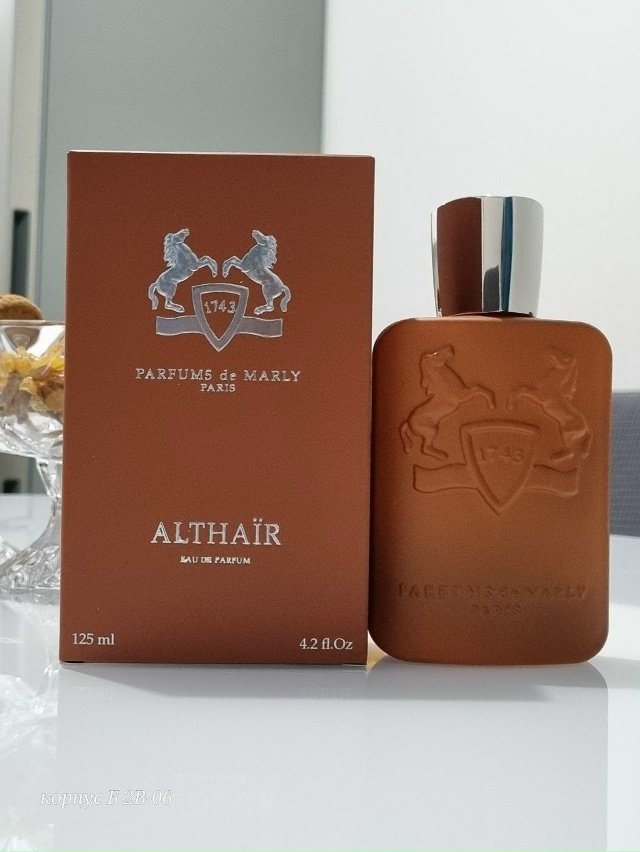 1743
PARFUMS de MARLY
PARIS
ALTHAÏR
EAU DE PARFUM
125 ml
4.2 fl.Oz
1743
PARFUMS de MARLY
PARIS
корпус Б 2В-06